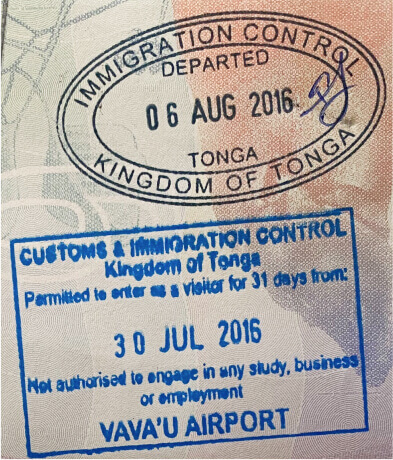 IMMIGRATION CONTROL
DEPARTED
06 AUG 2016
TONGA
KINGDOM OF TONGA
CUSTOMS & IMMIGRATION CONTROL
Kingdom of Tonga
Permitted to enter as a visitor for 31 days from:
30 JUL 2016
Not authorised to engage in any study, business
or employment
VAVA'U AIRPORT